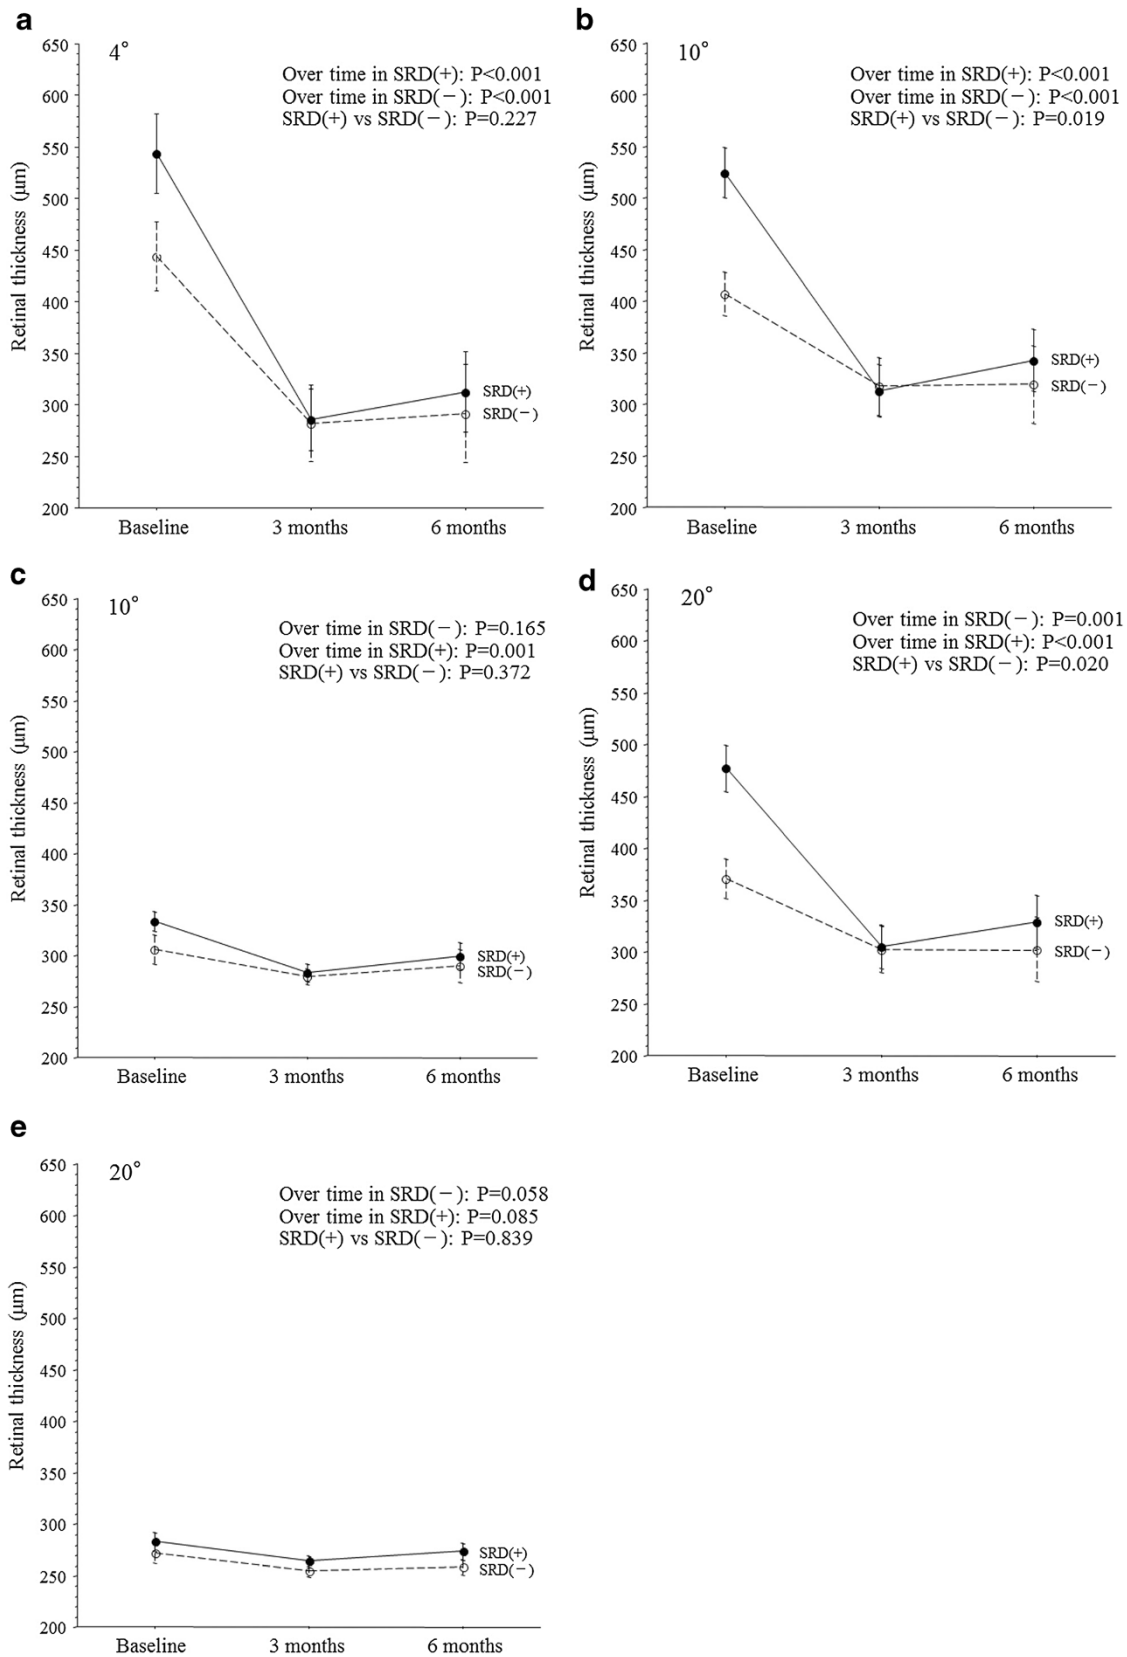 a
4°
Over time in SRD(+): P<0.001
Over time in SRD(−): P<0.001
SRD(+) vs SRD(−): P=0.227
Retinal thickness (μm)
650
600
550
500
450
400
350
300
250
200
SRD(+)
SRD(−)
Baseline
3 months
6 months
b
10°
Over time in SRD(+): P<0.001
Over time in SRD(−): P<0.001
SRD(+) vs SRD(−): P=0.019
Retinal thickness (μm)
650
600
550
500
450
400
350
300
250
200
SRD(+)
SRD(−)
Baseline
3 months
6 months
c
10°
Over time in SRD(−): P=0.165
Over time in SRD(+): P=0.001
SRD(+) vs SRD(−): P=0.372
Retinal thickness (μm)
650
600
550
500
450
400
350
300
250
200
SRD(+)
SRD(−)
Baseline
3 months
6 months
d
20°
Over time in SRD(−): P=0.001
Over time in SRD(+): P<0.001
SRD(+) vs SRD(−): P=0.020
Retinal thickness (μm)
650
600
550
500
450
400
350
300
250
200
SRD(+)
SRD(−)
Baseline
3 months
6 months
e
20°
Over time in SRD(−): P=0.058
Over time in SRD(+): P=0.085
SRD(+) vs SRD(−): P=0.839
Retinal thickness (μm)
650
600
550
500
450
400
350
300
250
200
SRD(+)
SRD(−)
Baseline
3 months
6 months